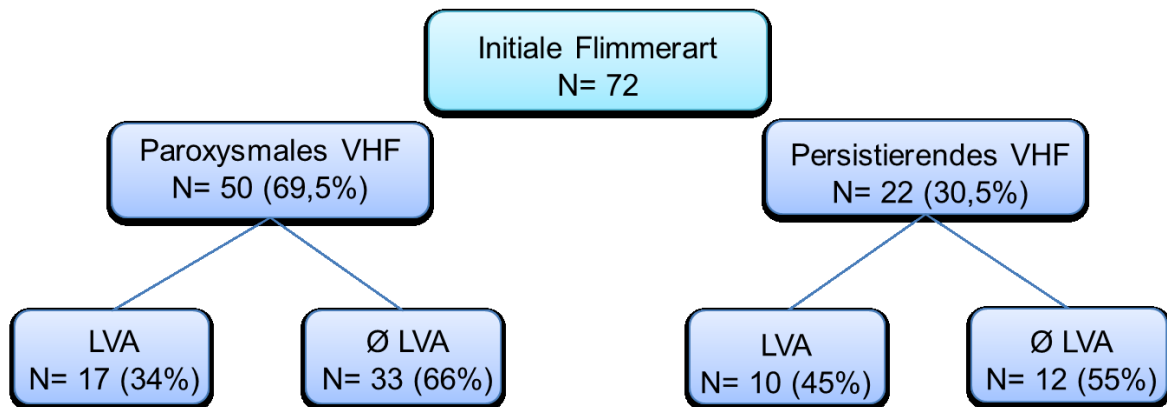 Initiale Flimmerart
N= 72
Paroxysmales VHF
N= 50 (69,5%)
Persistierendes VHF
N= 22 (30,5%)
LVA
N= 17 (34%)
Ø LVA
N= 33 (66%)
LVA
N= 10 (45%)
Ø LVA
N= 12 (55%)